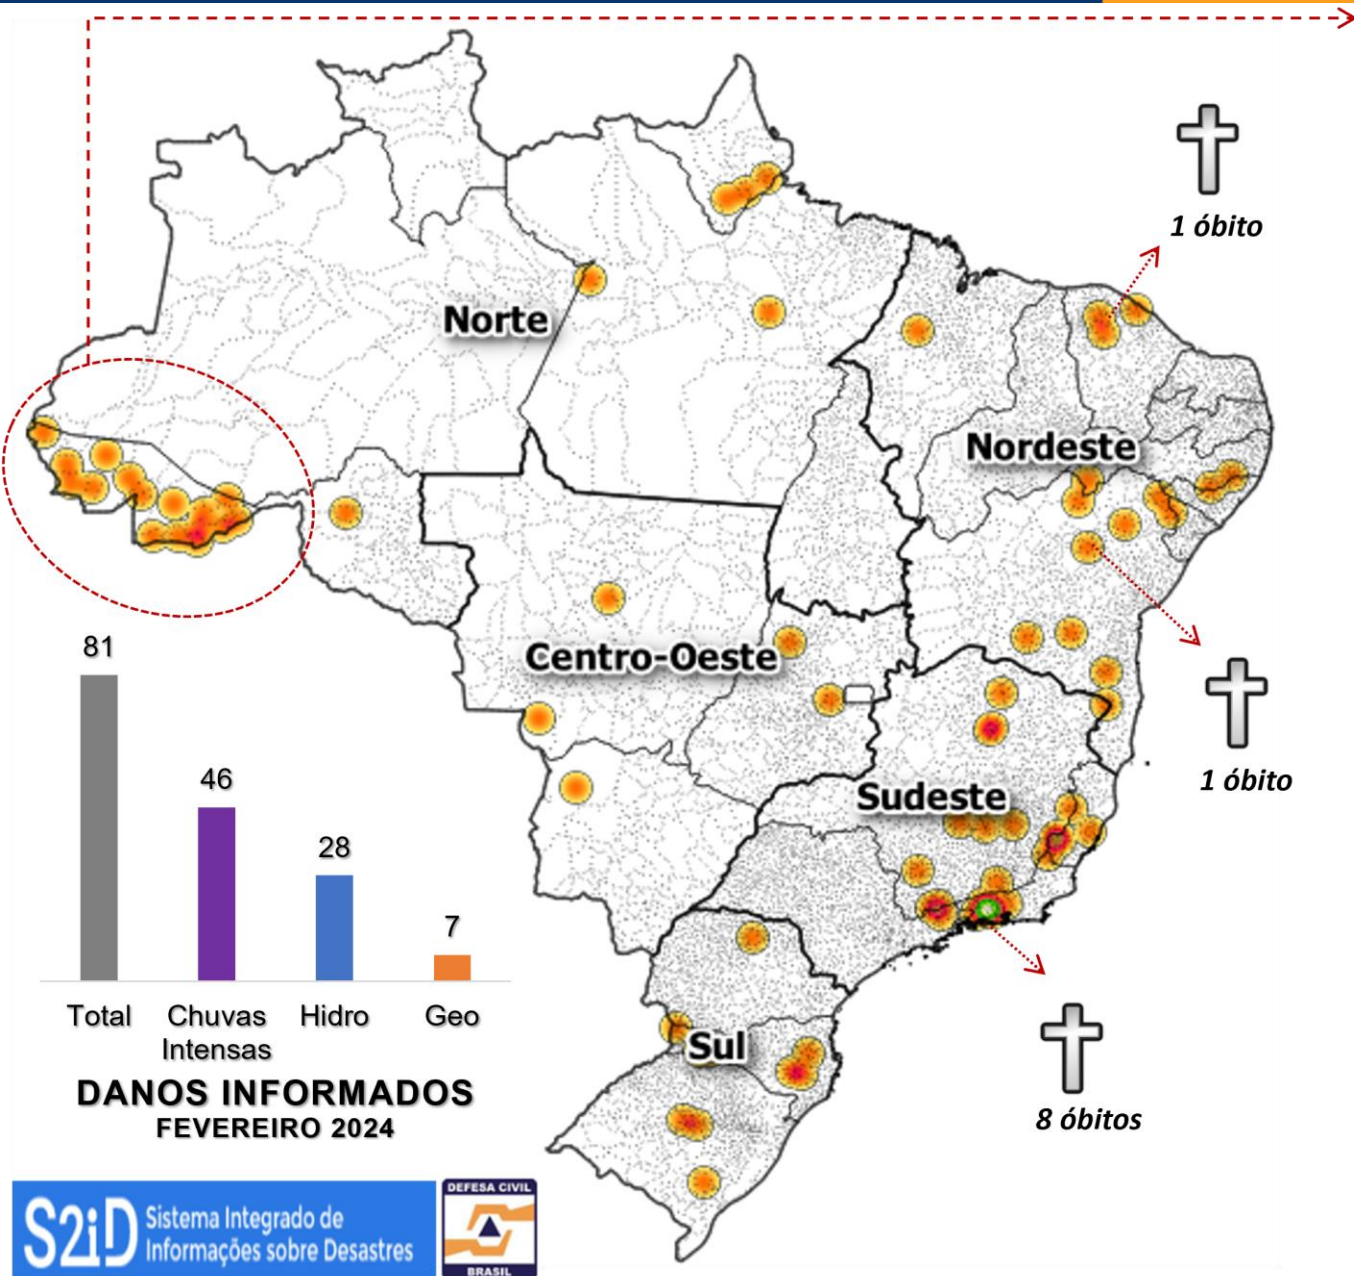 1 óbito
Norte
Nordeste
Centro-Oeste
1 óbito
Sudeste
Sul
8 óbitos
81
46
28
7
Total
Chuvas
Intensas
Hidro
Geo
DANOS INFORMADOS
FEVEREIRO 2024
S2iD
Sistema Integrado de
Informações sobre Desastres
DEFESA CIVIL
BRASIL